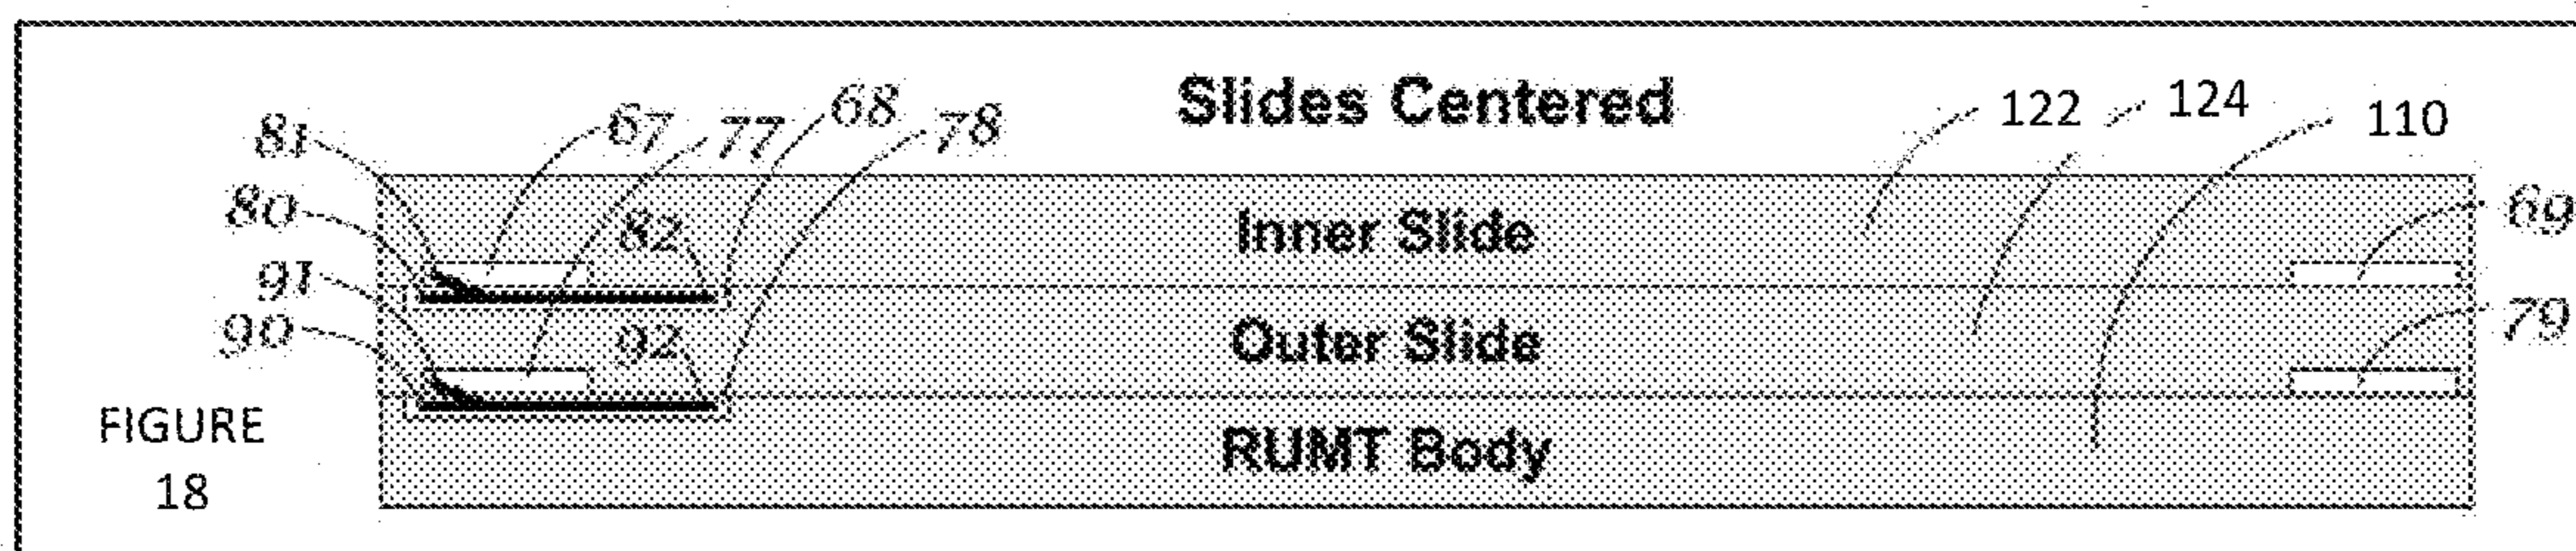 Slides Centered
81 67 77 68 78 122 124 110
80 82 Inner Slide 69
91
90 92 Outer Slide 79
FIGURE
18
RUMT Body